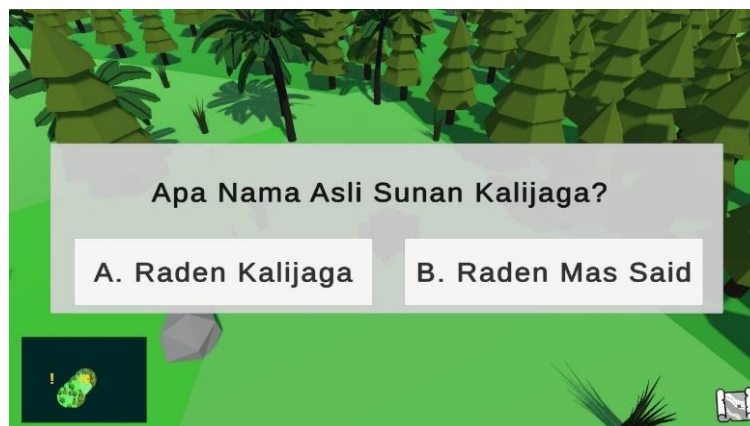 Apa Nama Asli Sunan Kalijaga?
A. Raden Kalijaga
B. Raden Mas Said